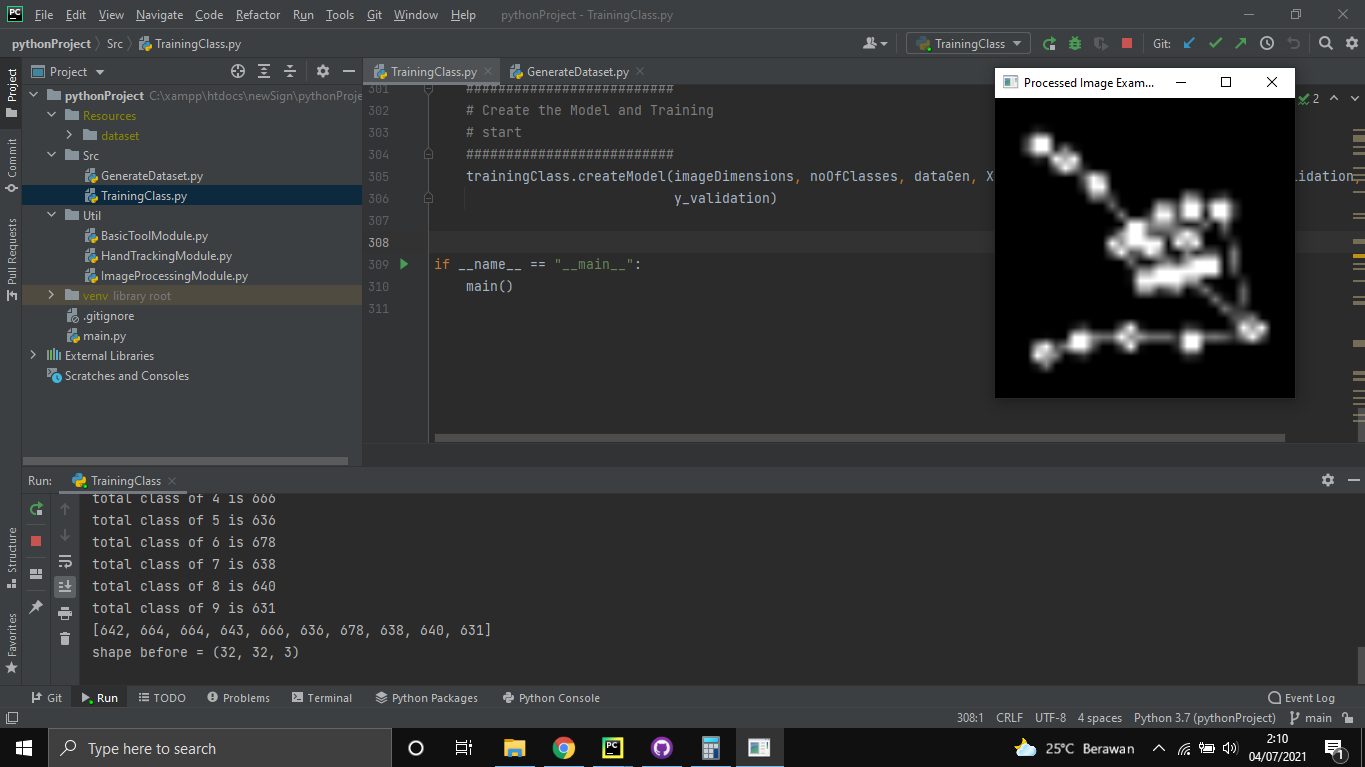 PC File Edit View Navigate Code Refactor Run Tools Git Window Help pythonProject - TrainingClass.py
pythonProject Src TrainingClass.py TrainingClass Git:
Project
TrainingClass.py GenerateDataset.py
Processed Image Exam...
Project
Commit
Pull Requests
pythonProject C:\xampp\htdocs\newSign\pythonProje
Resources
dataset
Src
GenerateDataset.py
TrainingClass.py
Util
BasicToolModule.py
HandTrackingModule.py
ImageProcessingModule.py
venv library root
.gitignore
main.py
External Libraries
Scratches and Consoles
2
301 ##########################
302 # Create the Model and Training
303 # start
304 ##########################
305 trainingClass.createModel(imageDimensions, noOfClasses, dataGen, X lidation,
306 y_validation)
307
308
309 if __name__ == "__main__":
310 main()
311
Run: TrainingClass
Structure
Favorites
total class of 4 is 666
total class of 5 is 636
total class of 6 is 678
total class of 7 is 638
total class of 8 is 640
total class of 9 is 631
[642, 664, 664, 643, 666, 636, 678, 638, 640, 631]
shape before = (32, 32, 3)
Git Run TODO Problems Terminal Python Packages Python Console Event Log
308:1 CRLF UTF-8 4 spaces Python 3.7 (pythonProject) main
Type here to search
PC
25°C Berawan
2:10
04/07/2021
1